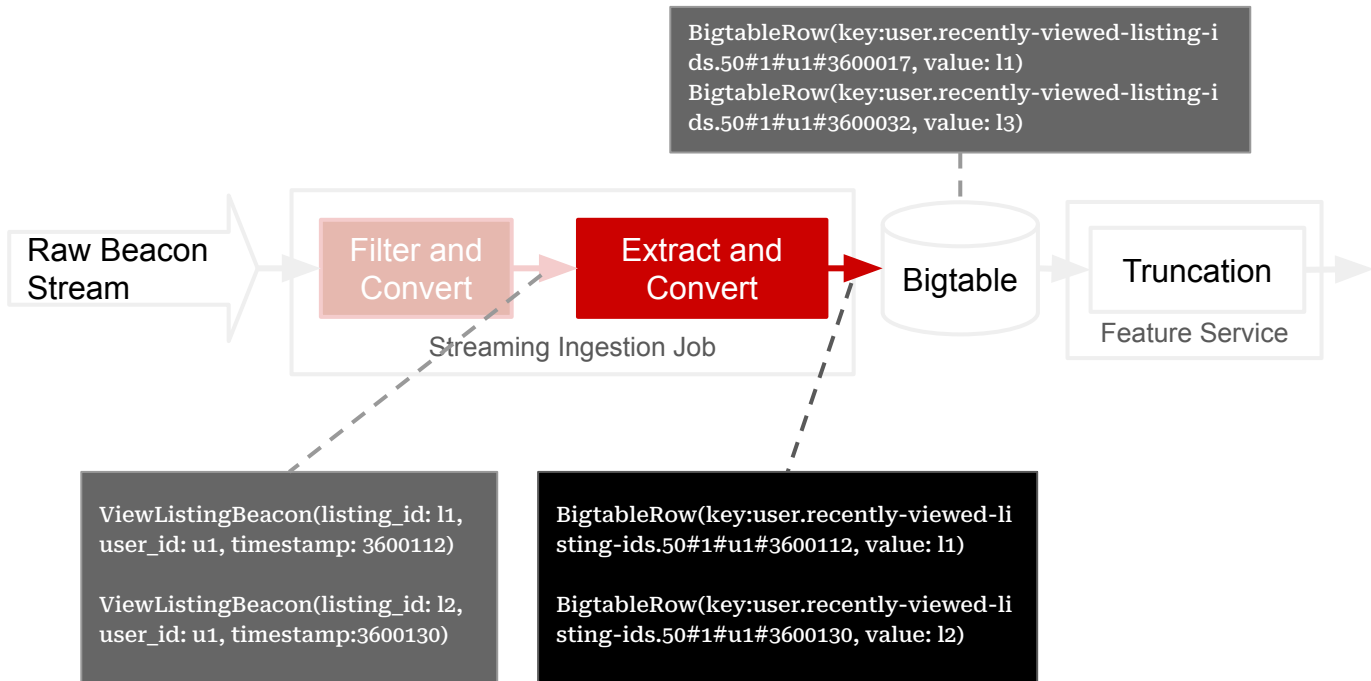 BigtableRow(key:user.recently-viewed-listing-i
ds.50#1#u1#3600017, value: l1)
BigtableRow(key:user.recently-viewed-listing-i
ds.50#1#u1#3600032, value: l3)
Raw Beacon
Stream
Filter and
Convert
Extract and
Convert
Streaming Ingestion Job
Bigtable
Truncation
Feature Service
ViewListingBeacon(listing_id: l1,
user_id: u1, timestamp: 3600112)
ViewListingBeacon(listing_id: l2,
user_id: u1, timestamp:3600130)
BigtableRow(key:user.recently-viewed-li
sting-ids.50#1#u1#3600112, value: l1)
BigtableRow(key:user.recently-viewed-li
sting-ids.50#1#u1#3600130, value: l2)